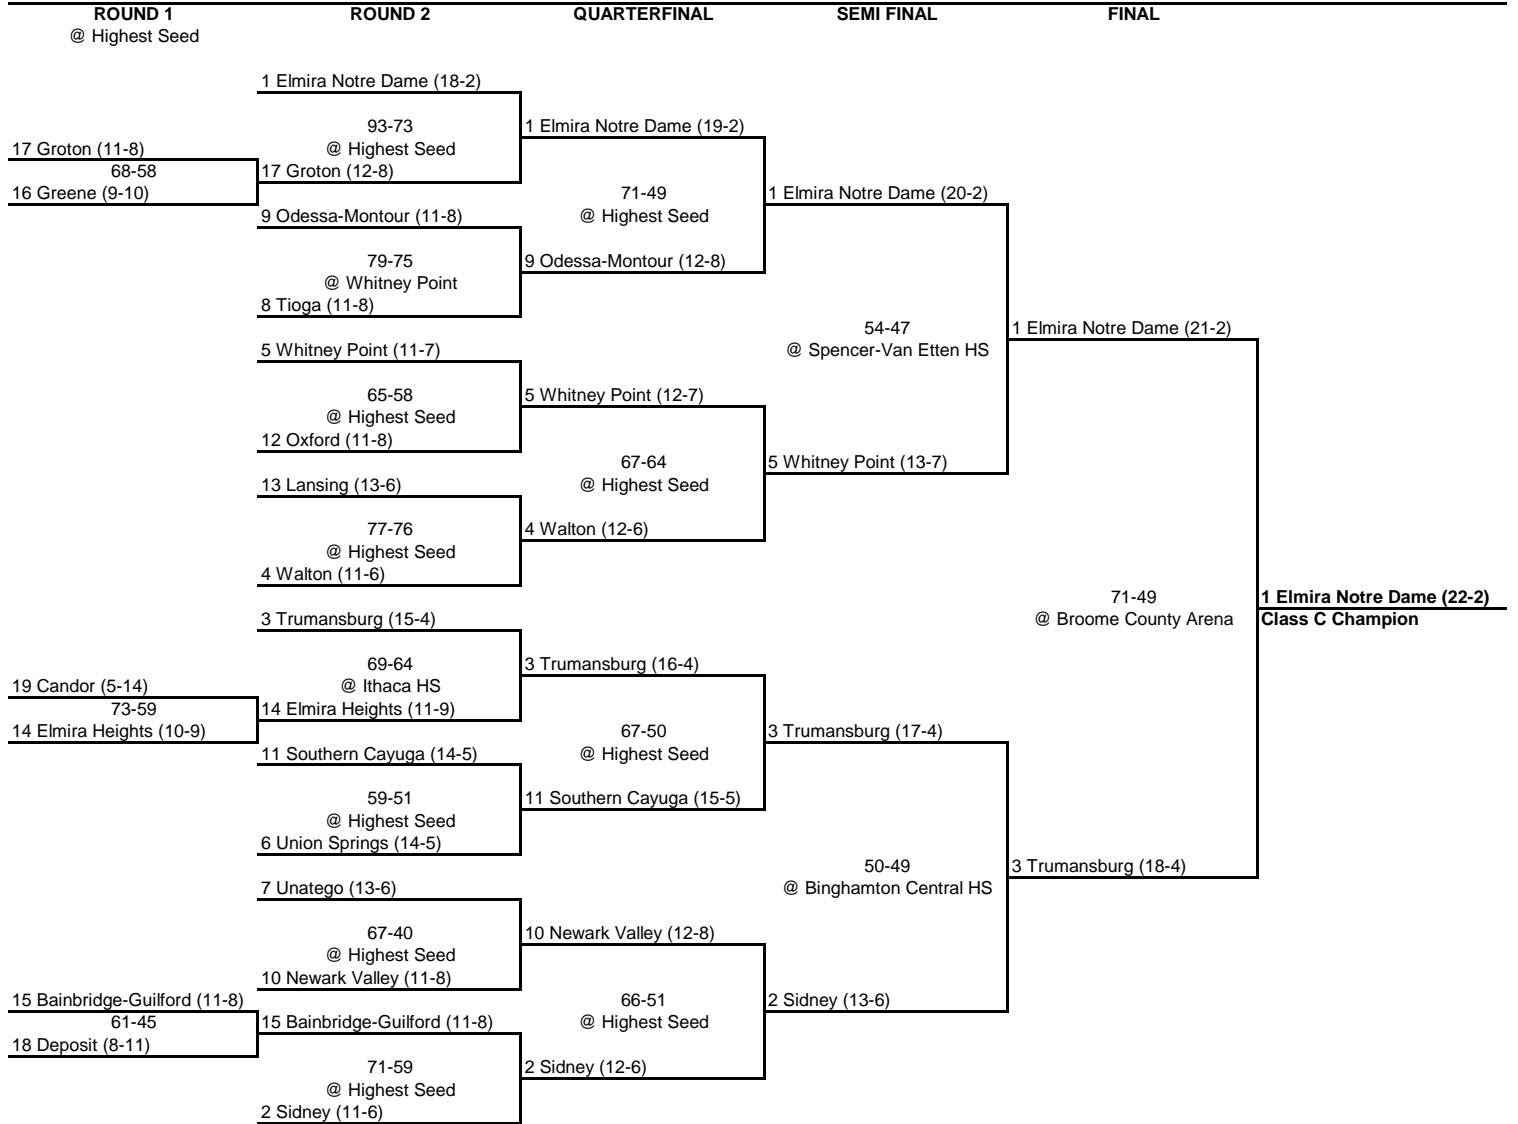 ROUND 1 ROUND 2 QUARTERFINAL SEMI FINAL FINAL
@ Highest Seed
1 Elmira Notre Dame (18-2)
93-73 1 Elmira Notre Dame (19-2)
17 Groton (11-8) @ Highest Seed
68-58 17 Groton (12-8)
16 Greene (9-10) 71-49 1 Elmira Notre Dame (20-2)
9 Odessa-Montour (11-8) @ Highest Seed
79-75 9 Odessa-Montour (12-8)
@ Whitney Point
8 Tioga (11-8)
54-47 1 Elmira Notre Dame (21-2)
5 Whitney Point (11-7) @ Spencer-Van Etten HS
65-58 5 Whitney Point (12-7)
@ Highest Seed
12 Oxford (11-8)
67-64 5 Whitney Point (13-7)
13 Lansing (13-6) @ Highest Seed
77-76 4 Walton (12-6)
@ Highest Seed
4 Walton (11-6)
71-49 1 Elmira Notre Dame (22-2)
3 Trumansburg (15-4) @ Broome County Arena Class C Champion
69-64 3 Trumansburg (16-4)
19 Candor (5-14) @ Ithaca HS
73-59 14 Elmira Heights (11-9)
14 Elmira Heights (10-9) 67-50 3 Trumansburg (17-4)
11 Southern Cayuga (14-5) @ Highest Seed
59-51 11 Southern Cayuga (15-5)
@ Highest Seed
6 Union Springs (14-5)
50-49 3 Trumansburg (18-4)
7 Unatego (13-6) @ Binghamton Central HS
67-40 10 Newark Valley (12-8)
@ Highest Seed
10 Newark Valley (11-8)
15 Bainbridge-Guilford (11-8) 66-51 2 Sidney (13-6)
61-45 15 Bainbridge-Guilford (11-8) @ Highest Seed
18 Deposit (8-11)
71-59 2 Sidney (12-6)
@ Highest Seed
2 Sidney (11-6)